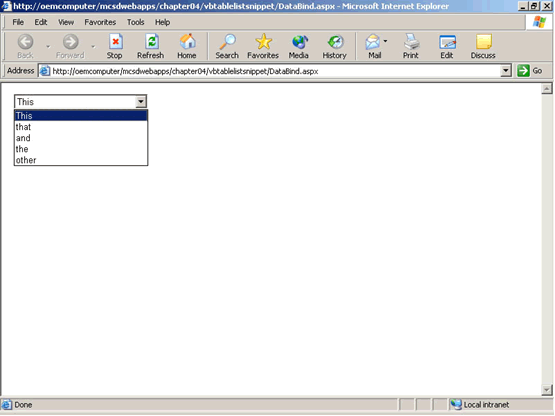 http://oemcomputer/mcsdwebapps/chapter04/vbtablelistsnippet/DataBind.aspx - Microsoft Internet Explorer
File Edit View Favorites Tools Help
Back Forward Stop Refresh Home Search Favorites Media History Mail Print Edit Discuss
Address http://oemcomputer/mcsdwebapps/chapter04/vbtablelistsnippet/DataBind.aspx Go
This
This
that
and
the
other
Done Local intranet